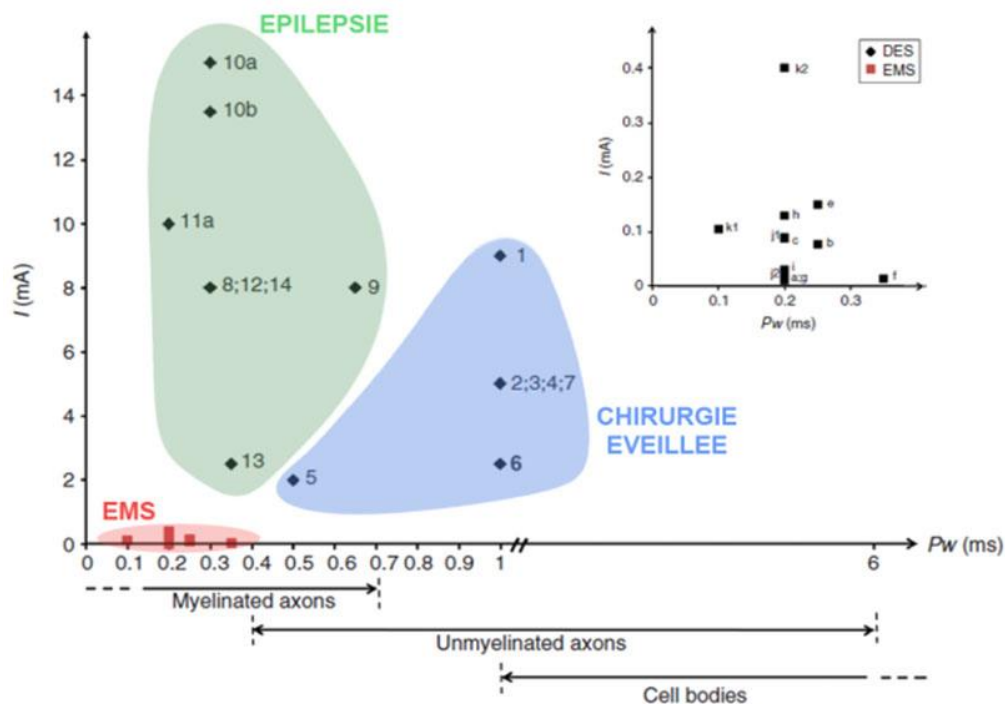 EPILEPSIE
I (mA)
14
12
10
8
6
4
2
0
10a
10b
11a
8;12;14
9
13
1
2;3;4;7
6
5
CHIRURGIE
EVEILLEE
EMS
0 0.1 0.2 0.3 0.4 0.5 0.6 0.7 0.8 0.9 1 6
Pw (ms)
Myelinated axons
Unmyelinated axons
Cell bodies
I (mA)
0.4
0.3
0.2
0.1
0
k2
e
h
k1
j1
c
b
i
j2
a;g
f
0 0.1 0.2 0.3
Pw (ms)
DES
EMS